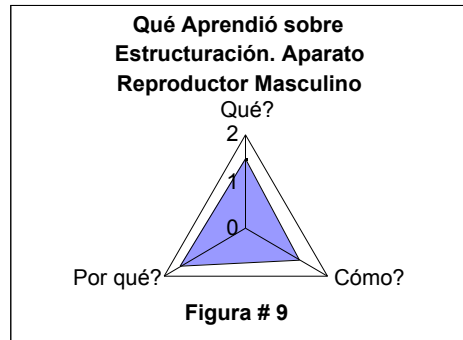 Qué Aprendió sobre
Estructuración. Aparato
Reproductor Masculino
Qué?
2
1
0
Por qué?
Cómo?
Figura # 9